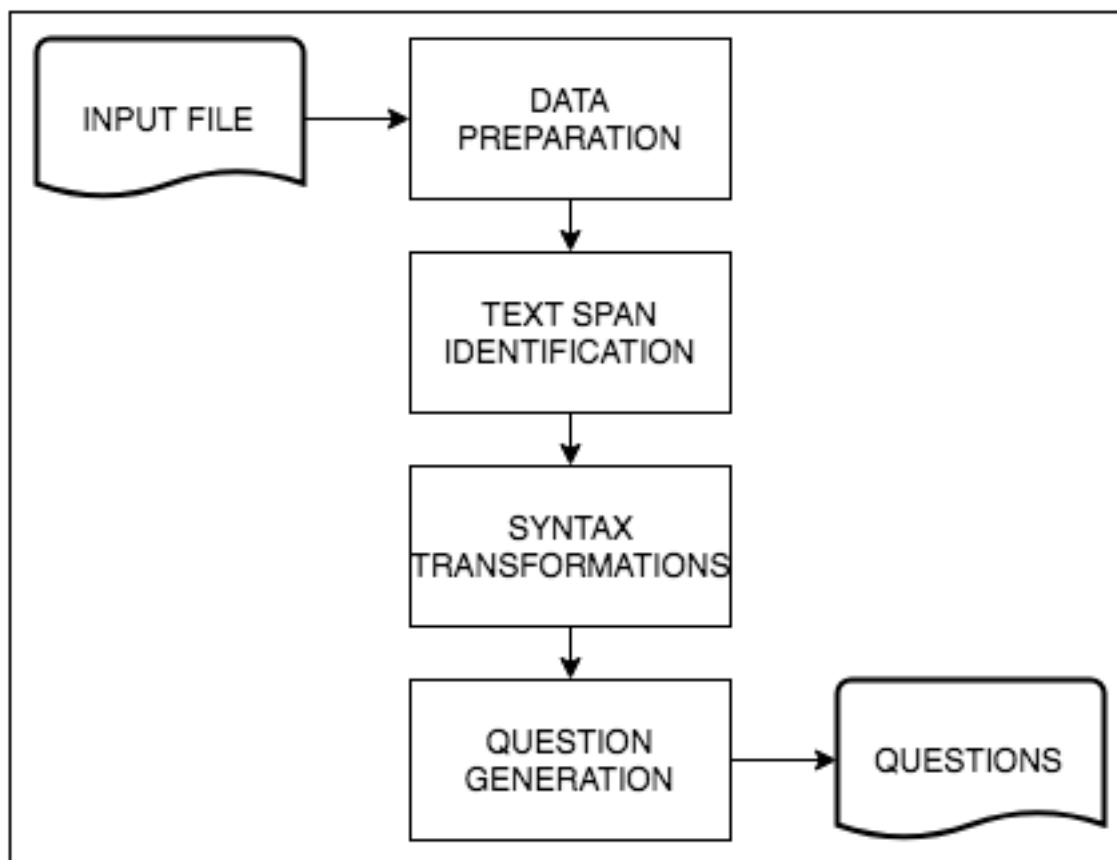 INPUT FILE
DATA
PREPARATION
TEXT SPAN
IDENTIFICATION
SYNTAX
TRANSFORMATIONS
QUESTION
GENERATION
QUESTIONS